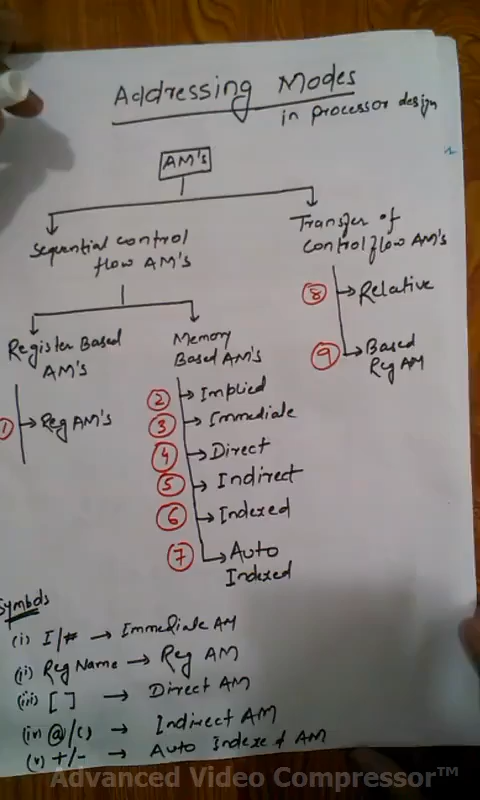 Addressing Modes
in processor design
AM's
Sequential control
flow AM's
Transfer of
Control flow AM's
8 Relative
9 Based
Reg AM
Register Based
AM's
1 Reg AM's
Memory
Based AM's
2 Implied
3 Immediate
4 Direct
5 Indirect
6 Indexed
7 Auto
Indexed
Symbols
(i) I/# → Immediate AM
(ii) Reg Name → Reg AM
(iii) [ ] → Direct AM
(iv) @/() → Indirect AM
(v) +/- → Auto Indexed AM
Advanced Video Compressor™